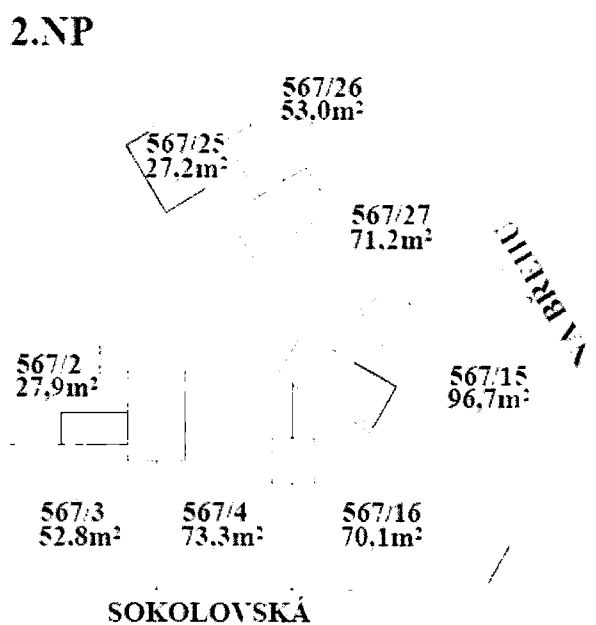 2.NP
567/26
53,0m²
567/25
27,2m²
567/27
71,2m²
NA BŘEHU
567/2
27,9m²
567/15
96,7m²
567/3
52,8m²
567/4
73,3m²
567/16
70,1m²
SOKOLOVSKÁ